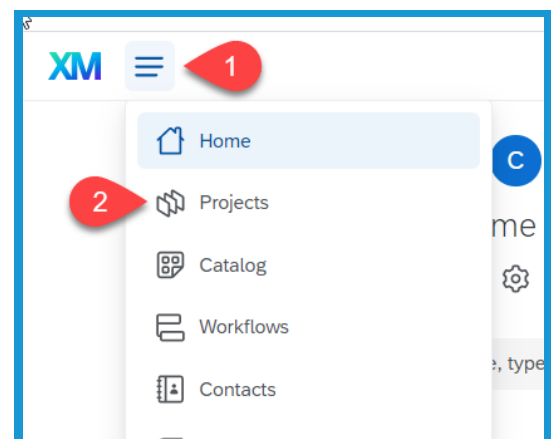 XM
1
Home
C
2
Projects
me
Catalog
Workflows
e, type
Contacts